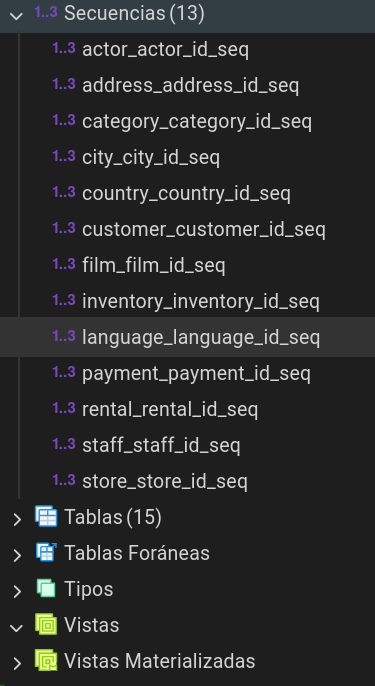 1..3 Secuencias (13)
1..3 actor_actor_id_seq
1..3 address_address_id_seq
1..3 category_category_id_seq
1..3 city_city_id_seq
1..3 country_country_id_seq
1..3 customer_customer_id_seq
1..3 film_film_id_seq
1..3 inventory_inventory_id_seq
1..3 language_language_id_seq
1..3 payment_payment_id_seq
1..3 rental_rental_id_seq
1..3 staff_staff_id_seq
1..3 store_store_id_seq
Tablas (15)
Tablas Foráneas
Tipos
Vistas
Vistas Materializadas